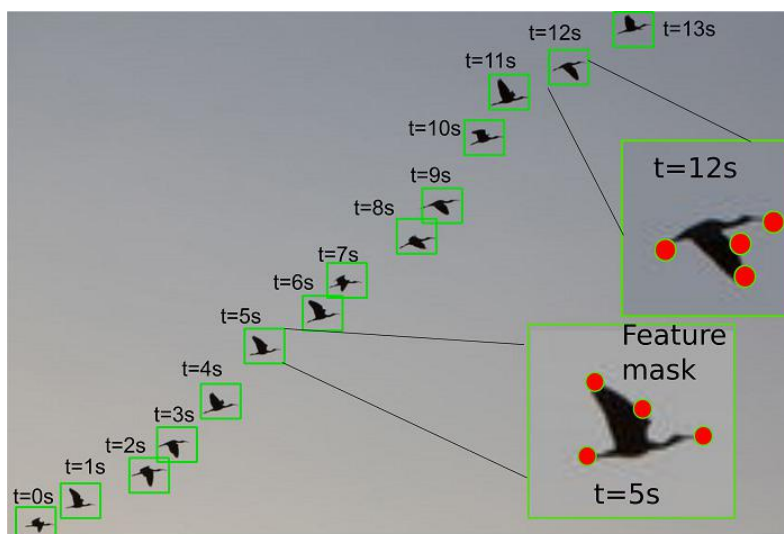 t=13s
t=12s
t=11s
t=10s
t=9s
t=8s
t=7s
t=6s
t=5s
t=4s
t=3s
t=2s
t=1s
t=0s
t=12s
Feature
mask
t=5s